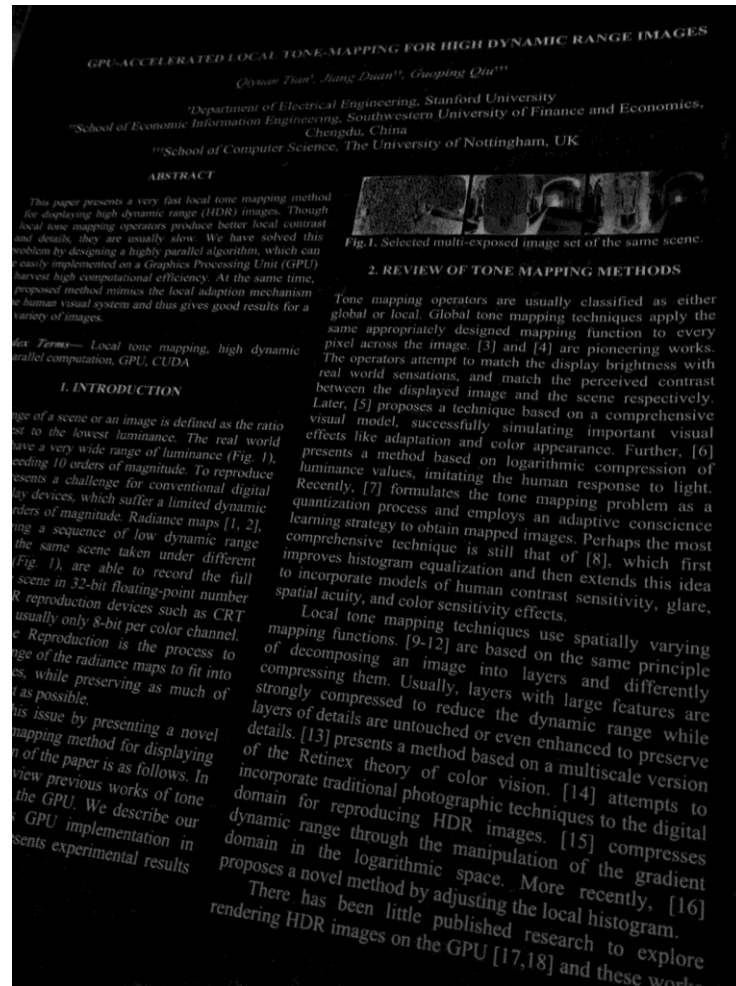 GPU-ACCELERATED LOCAL TONE-MAPPING FOR HIGH DYNAMIC RANGE IMAGES
Qiyuan Tian†, Jiang Duan††, Guoping Qiu†††
†Department of Electrical Engineering, Stanford University
††School of Economic Information Engineering, Southwestern University of Finance and Economics,
Chengdu, China
†††School of Computer Science, The University of Nottingham, UK
ABSTRACT
This paper presents a very fast local tone mapping method
for displaying high dynamic range (HDR) images. Though
local tone mapping operators produce better local contrast
and details, they are usually slow. We have solved this
problem by designing a highly parallel algorithm, which can
easily implemented on a Graphics Processing Unit (GPU)
harvest high computational efficiency. At the same time,
proposed method mimics the local adaption mechanism
human visual system and thus gives good results for a
variety of images.
Terms— Local tone mapping, high dynamic
parallel computation, GPU, CUDA
1. INTRODUCTION
of a scene or an image is defined as the ratio
to the lowest luminance. The real world
have a very wide range of luminance (Fig. 1),
10 orders of magnitude. To reproduce
a challenge for conventional digital
devices, which suffer a limited dynamic
orders of magnitude. Radiance maps [1, 2],
a sequence of low dynamic range
the same scene taken under different
(Fig. 1), are able to record the full
scene in 32-bit floating-point number
reproduction devices such as CRT
usually only 8-bit per color channel.
Reproduction is the process to
of the radiance maps to fit into
while preserving as much of
as possible.
this issue by presenting a novel
mapping method for displaying
of the paper is as follows. In
previous works of tone
the GPU. We describe our
GPU implementation in
experimental results
Fig.1. Selected multi-exposed image set of the same scene.
2. REVIEW OF TONE MAPPING METHODS
Tone mapping operators are usually classified as either
global or local. Global tone mapping techniques apply the
same appropriately designed mapping function to every
pixel across the image. [3] and [4] are pioneering works.
The operators attempt to match the display brightness with
real world sensations, and match the perceived contrast
between the displayed image and the scene respectively.
Later, [5] proposes a technique based on a comprehensive
visual model, successfully simulating important visual
effects like adaptation and color appearance. Further, [6]
presents a method based on logarithmic compression of
luminance values, imitating the human response to light.
Recently, [7] formulates the tone mapping problem as a
quantization process and employs an adaptive conscience
learning strategy to obtain mapped images. Perhaps the most
comprehensive technique is still that of [8], which first
improves histogram equalization and then extends this idea
to incorporate models of human contrast sensitivity, glare,
spatial acuity, and color sensitivity effects.
Local tone mapping techniques use spatially varying
mapping functions. [9-12] are based on the same principle
of decomposing an image into layers and differently
compressing them. Usually, layers with large features are
strongly compressed to reduce the dynamic range while
layers of details are untouched or even enhanced to preserve
details. [13] presents a method based on a multiscale version
of the Retinex theory of color vision. [14] attempts to
incorporate traditional photographic techniques to the digital
domain for reproducing HDR images. [15] compresses
dynamic range through the manipulation of the gradient
domain in the logarithmic space. More recently, [16]
proposes a novel method by adjusting the local histogram.
There has been little published research to explore
rendering HDR images on the GPU [17,18] and these works